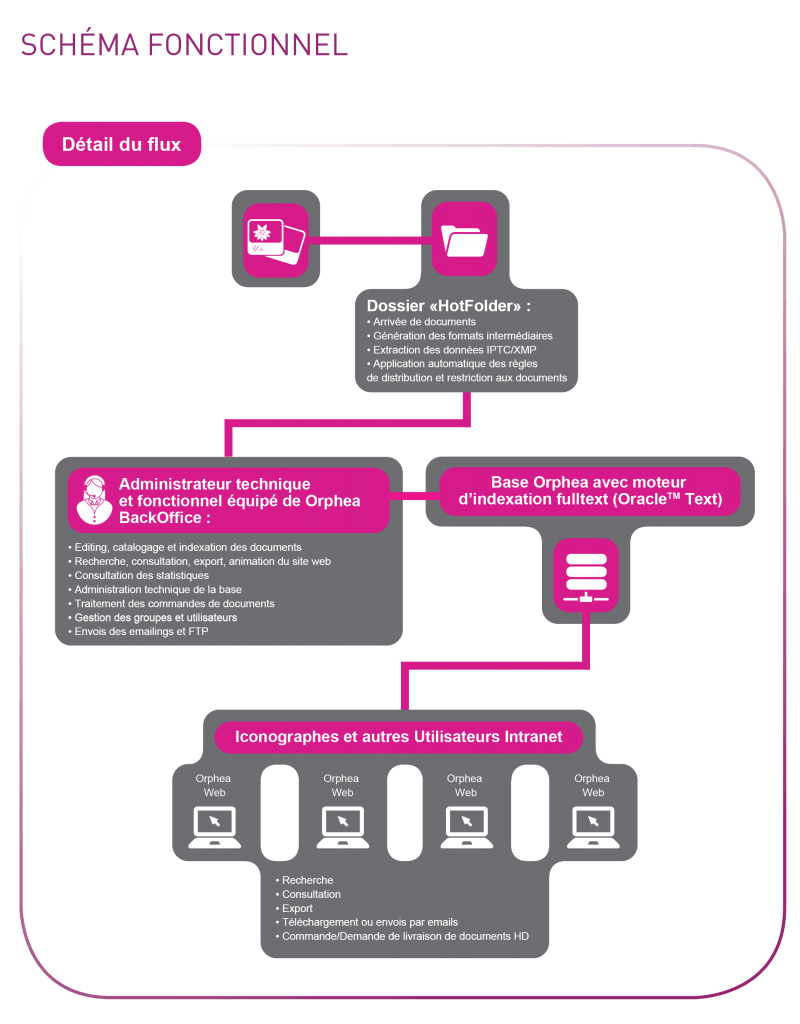 SCHÉMA FONCTIONNEL
Détail du flux
Dossier «HotFolder» :
• Arrivée de documents
• Génération des formats intermédiaires
• Extraction des données IPTC/XMP
• Application automatique des règles
de distribution et restriction aux documents
Administrateur technique
et fonctionnel équipé de Orphea
BackOffice :
• Editing, catalogage et indexation des documents
• Recherche, consultation, export, animation du site web
• Consultation des statistiques
• Administration technique de la base
• Traitement des commandes de documents
• Gestion des groupes et utilisateurs
• Envois des emailings et FTP
Base Orphea avec moteur
d’indexation fulltext (Oracle™ Text)
Iconographes et autres Utilisateurs Intranet
Orphea
Web
Orphea
Web
Orphea
Web
Orphea
Web
• Recherche
• Consultation
• Export
• Téléchargement ou envois par emails
• Commande/Demande de livraison de documents HD